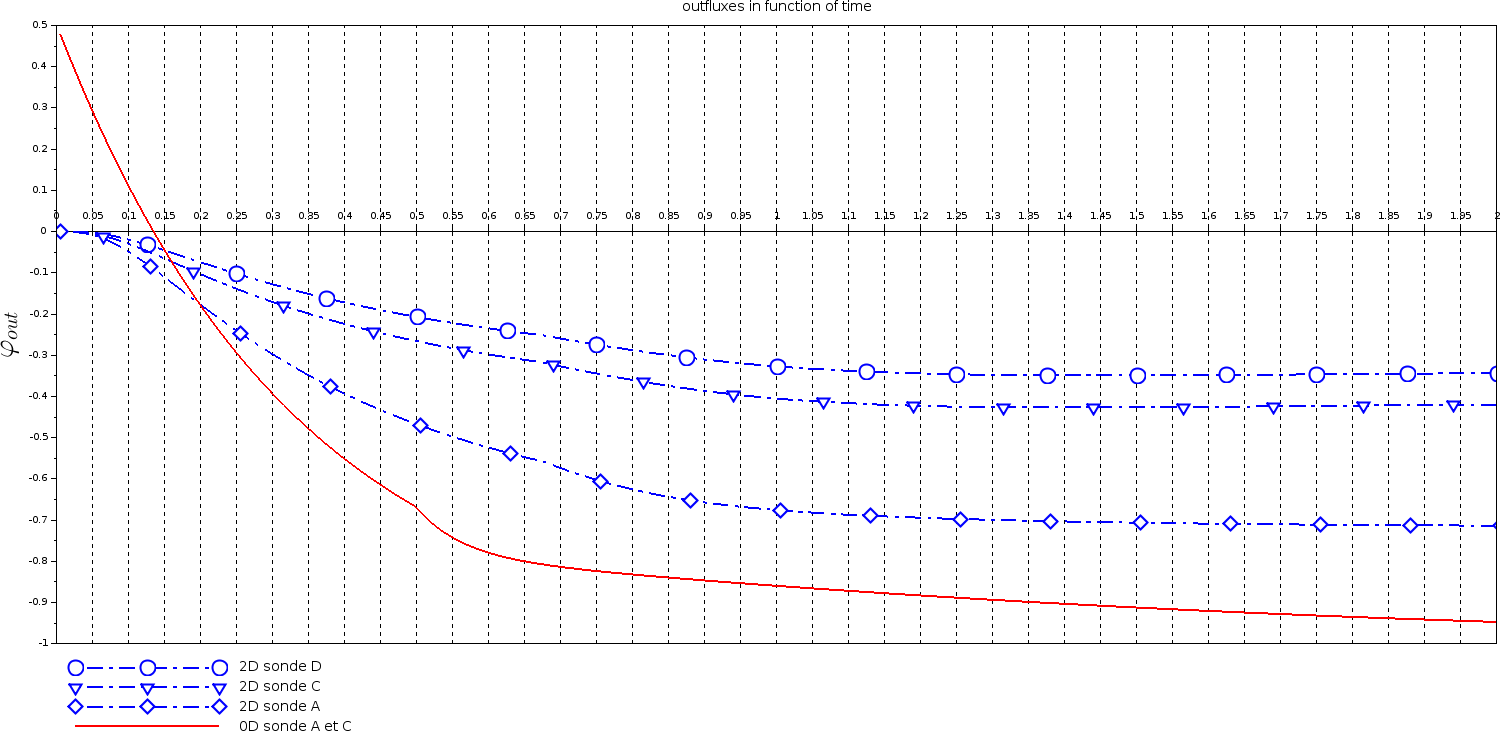 outfluxes in function of time
0.5
0.4
0.3
0.2
0.1
0 0.05 0.1 0.15 0.2 0.25 0.3 0.35 0.4 0.45 0.5 0.55 0.6 0.65 0.7 0.75 0.8 0.85 0.9 0.95 1 1.05 1.1 1.15 1.2 1.25 1.3 1.35 1.4 1.45 1.5 1.55 1.6 1.65 1.7 1.75 1.8 1.85 1.9 1.95 2
0
-0.1
-0.2
-0.3
-0.4
-0.5
-0.6
-0.7
-0.8
-0.9
-1
φout
2D sonde D
2D sonde C
2D sonde A
0D sonde A et C